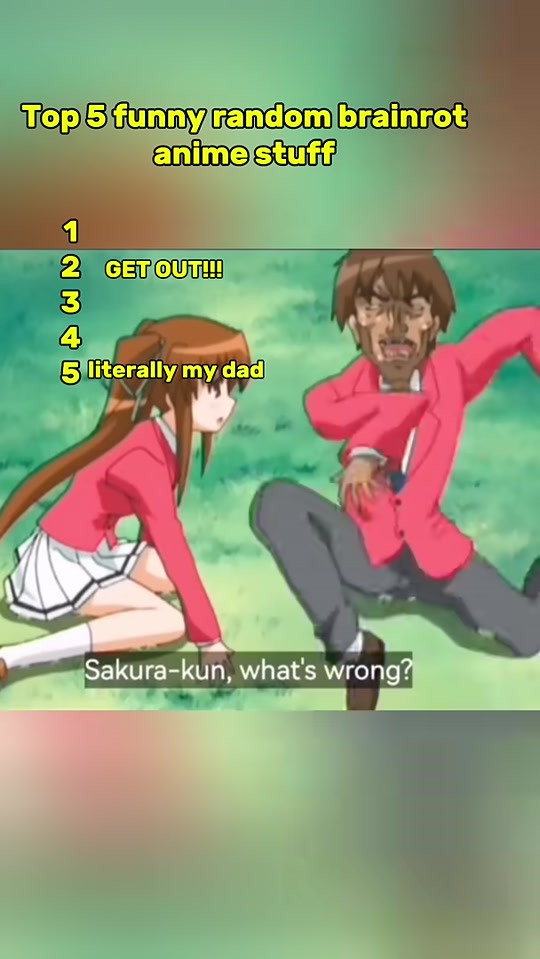 Top 5 funny random brainrot
anime stuff
1
2 GET OUT!!!
3
4
5 literally my dad
Sakura-kun, what's wrong?